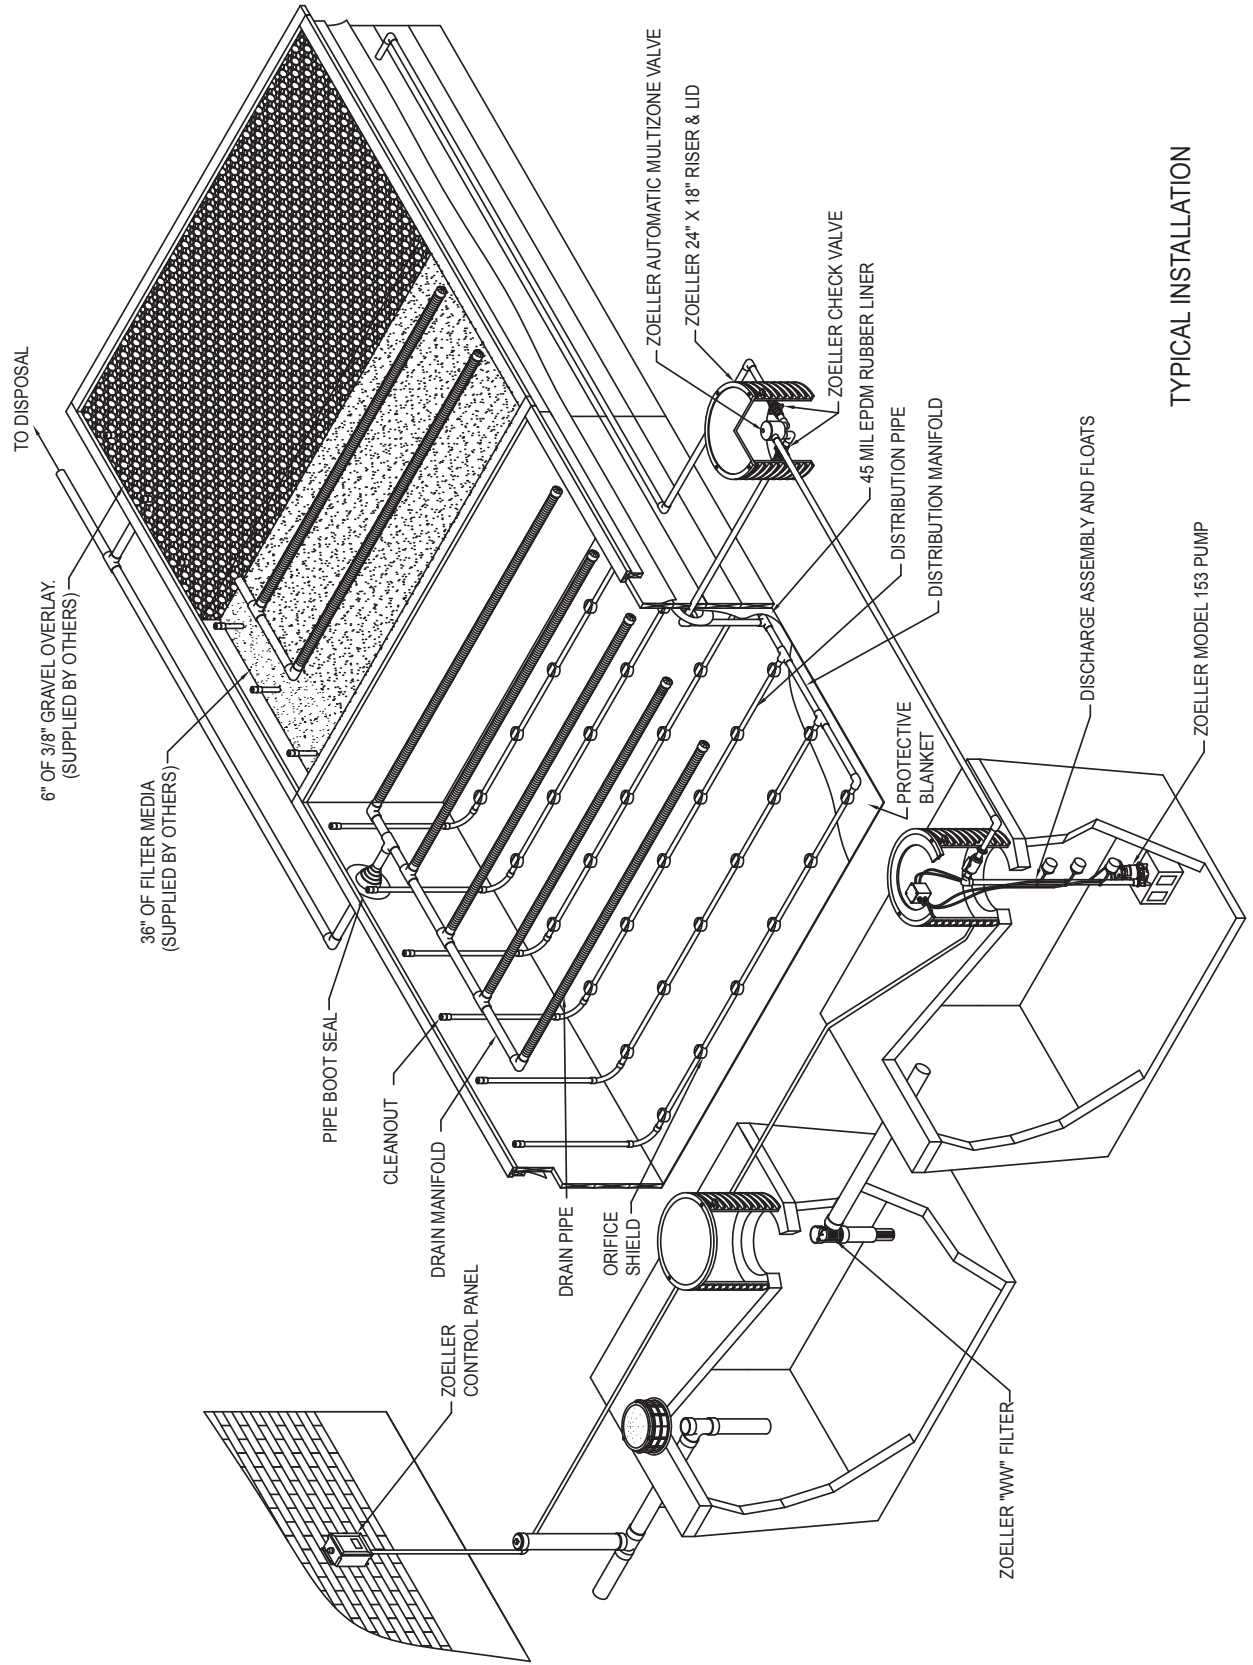 TO DISPOSAL
6" OF 3/8" GRAVEL OVERLAY.
(SUPPLIED BY OTHERS)
36" OF FILTER MEDIA
(SUPPLIED BY OTHERS)
PIPE BOOT SEAL
CLEANOUT
DRAIN MANIFOLD
DRAIN PIPE
ORIFICE
SHIELD
ZOELLER
CONTROL PANEL
ZOELLER AUTOMATIC MULTIZONE VALVE
ZOELLER 24" X 18" RISER & LID
ZOELLER CHECK VALVE
45 MIL EPDM RUBBER LINER
DISTRIBUTION PIPE
DISTRIBUTION MANIFOLD
PROTECTIVE
BLANKET
DISCHARGE ASSEMBLY AND FLOATS
ZOELLER MODEL 153 PUMP
ZOELLER "WW" FILTER
TYPICAL INSTALLATION